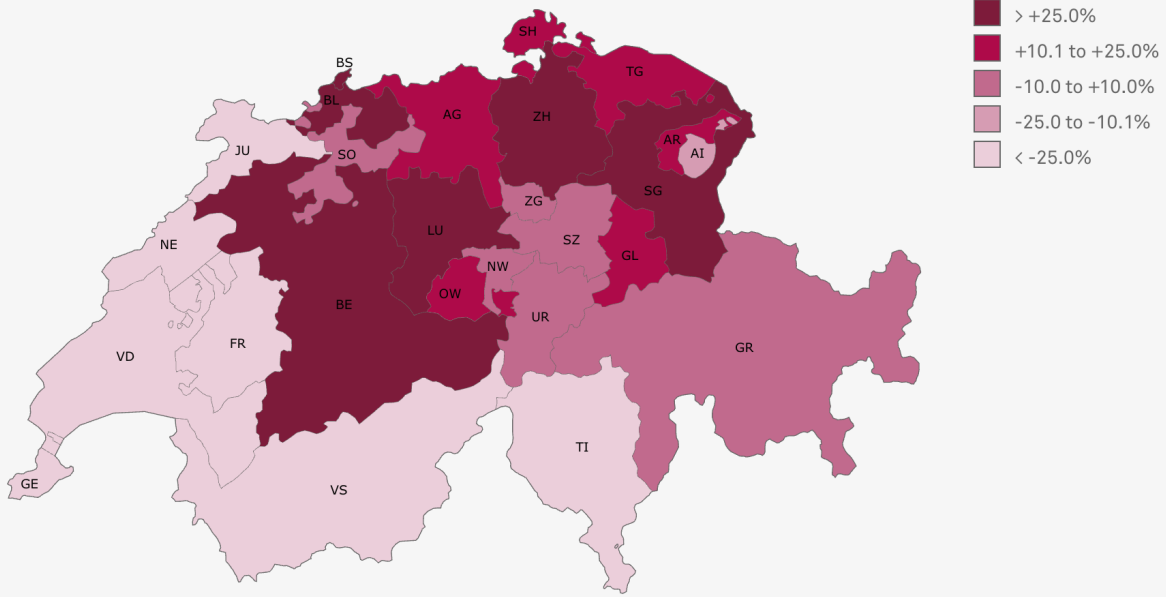 > +25.0%
+10.1 to +25.0%
-10.0 to +10.0%
-25.0 to -10.1%
< -25.0%
SH
BS
TG
BL
AG
ZH
AR
AI
JU
SO
SG
ZG
LU
SZ
NE
GL
NW
OW
BE
UR
FR
GR
VD
TI
GE
VS